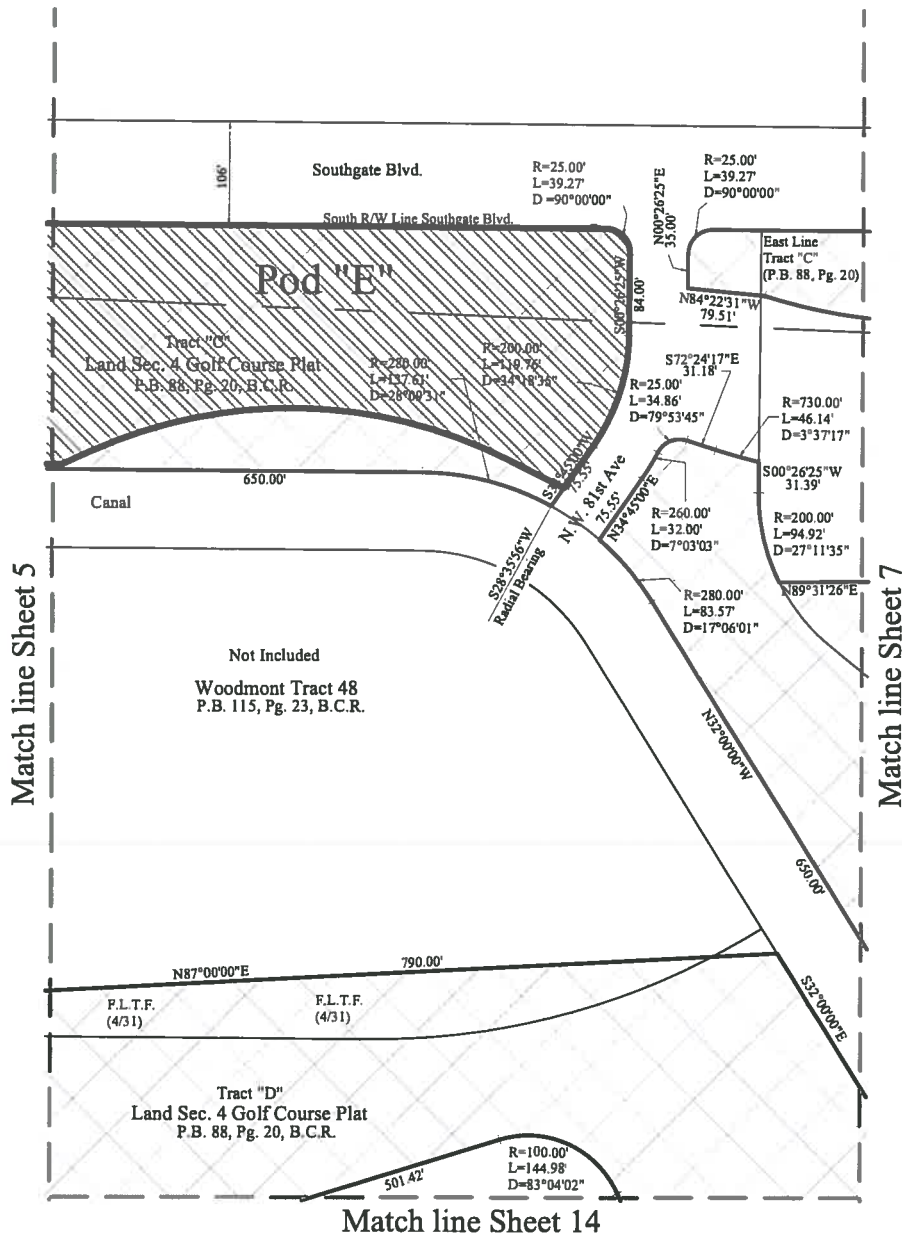 Southgate Blvd.
106'
South R/W Line Southgate Blvd.
R=25.00'
L=39.27'
D =90°00'00"
N00°26'25"E
35.00'
R=25.00'
L=39.27'
D=90°00'00"
East Line
Tract "C"
(P.B. 88, Pg. 20)
Pod "E"
S00°26'25"W
84.00'
N84°22'31"W
79.51'
Tract "C"
Land Sec. 4 Golf Course Plat
P.B. 88, Pg. 20, B.C.R.
R=280.00'
L=137.61'
D=28°09'31"
R=200.00'
L=119.76'
D=34°18'35"
R=25.00'
L=34.86'
D=79°53'45"
S72°24'17"E
31.18'
R=730.00'
L=46.14'
D=3°37'17"
S00°26'25"W
31.39'
650.00'
Canal
S34°45'00"W
75.55'
N.W. 81st Ave
75.55'
N34°45'00"E
R=260.00'
L=32.00'
D=7°03'03"
R=200.00'
L=94.92'
D=27°11'35"
N89°31'26"E
S28°35'56"W
Radial Bearing
R=280.00'
L=83.57'
D=17°06'01"
Match line Sheet 5
Match line Sheet 7
Not Included
Woodmont Tract 48
P.B. 115, Pg. 23, B.C.R.
N32°00'00"W
650.00'
N87°00'00"E
790.00'
F.L.T.F.
(4/31)
F.L.T.F.
(4/31)
S32°00'00"E
Tract "D"
Land Sec. 4 Golf Course Plat
P.B. 88, Pg. 20, B.C.R.
501.42'
R=100.00'
L=144.98'
D=83°04'02"
Match line Sheet 14